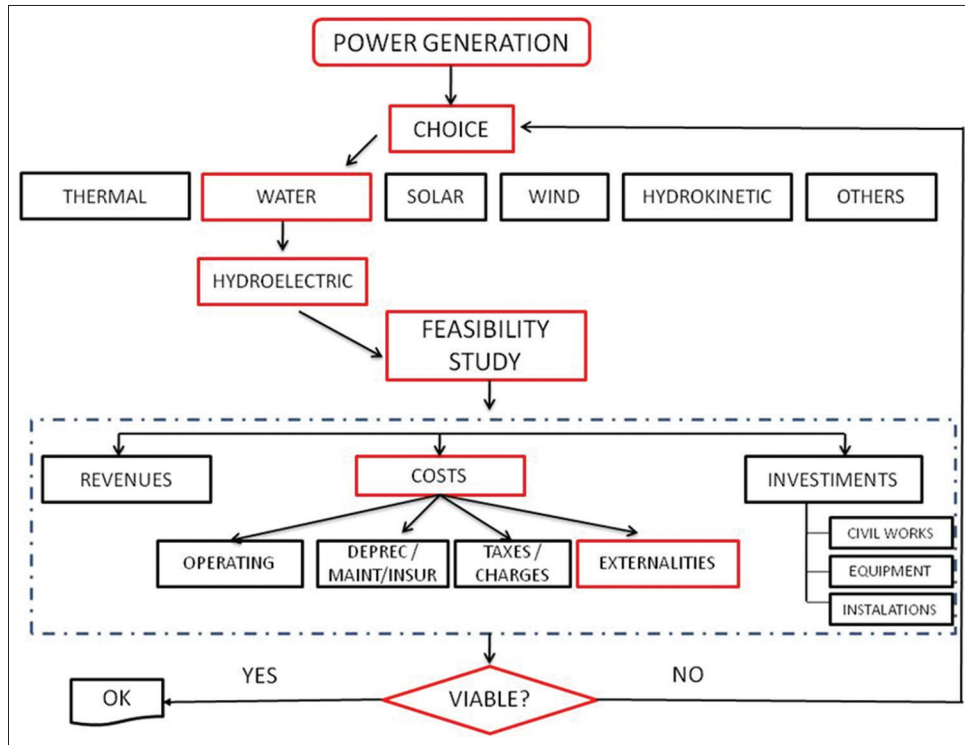 POWER GENERATION
CHOICE
THERMAL
WATER
SOLAR
WIND
HYDROKINETIC
OTHERS
HYDROELECTRIC
FEASIBILITY
STUDY
REVENUES
COSTS
INVESTIMENTS
CIVIL WORKS
EQUIPMENT
INSTALATIONS
OPERATING
DEPREC /
MAINT/INSUR
TAXES /
CHARGES
EXTERNALITIES
YES
NO
OK
VIABLE?